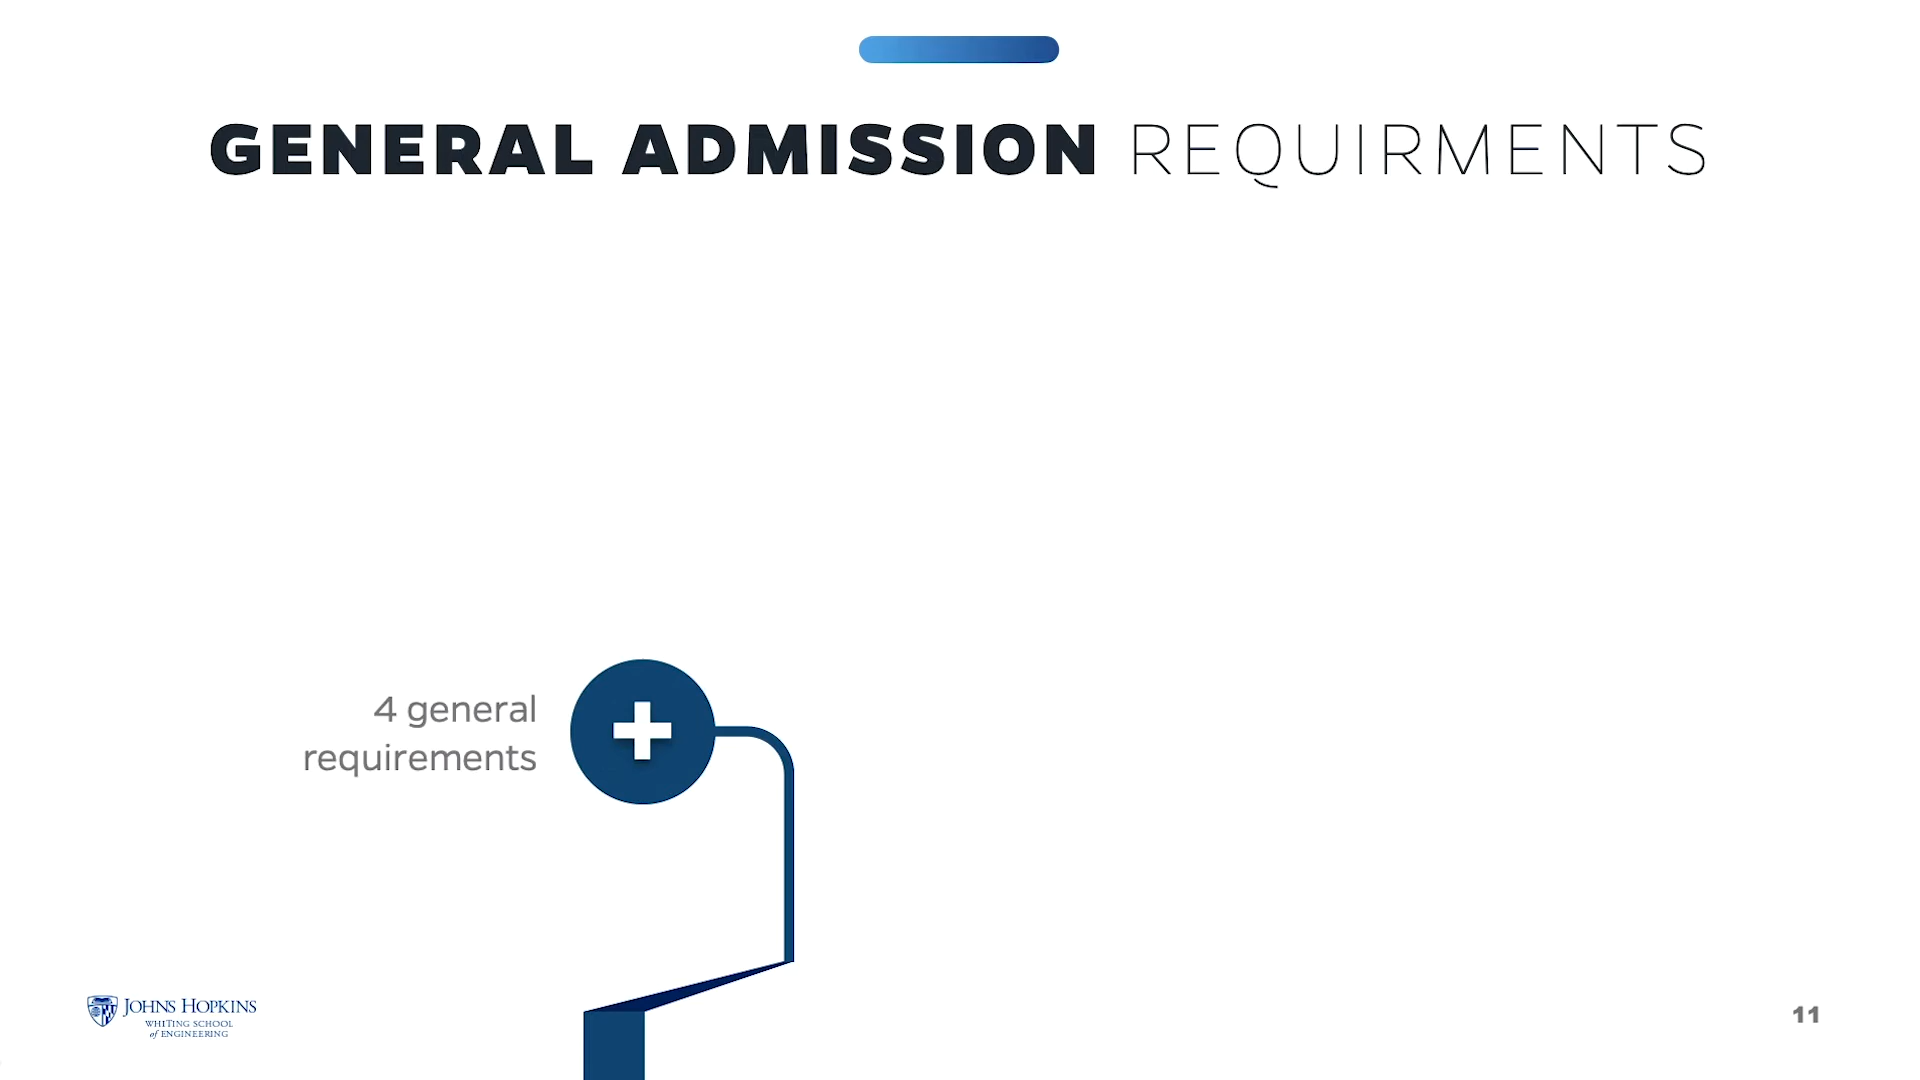 GENERAL ADMISSION REQUIRMENTS
4 general
requirements
JOHNS HOPKINS
WHITING SCHOOL
of ENGINEERING
11